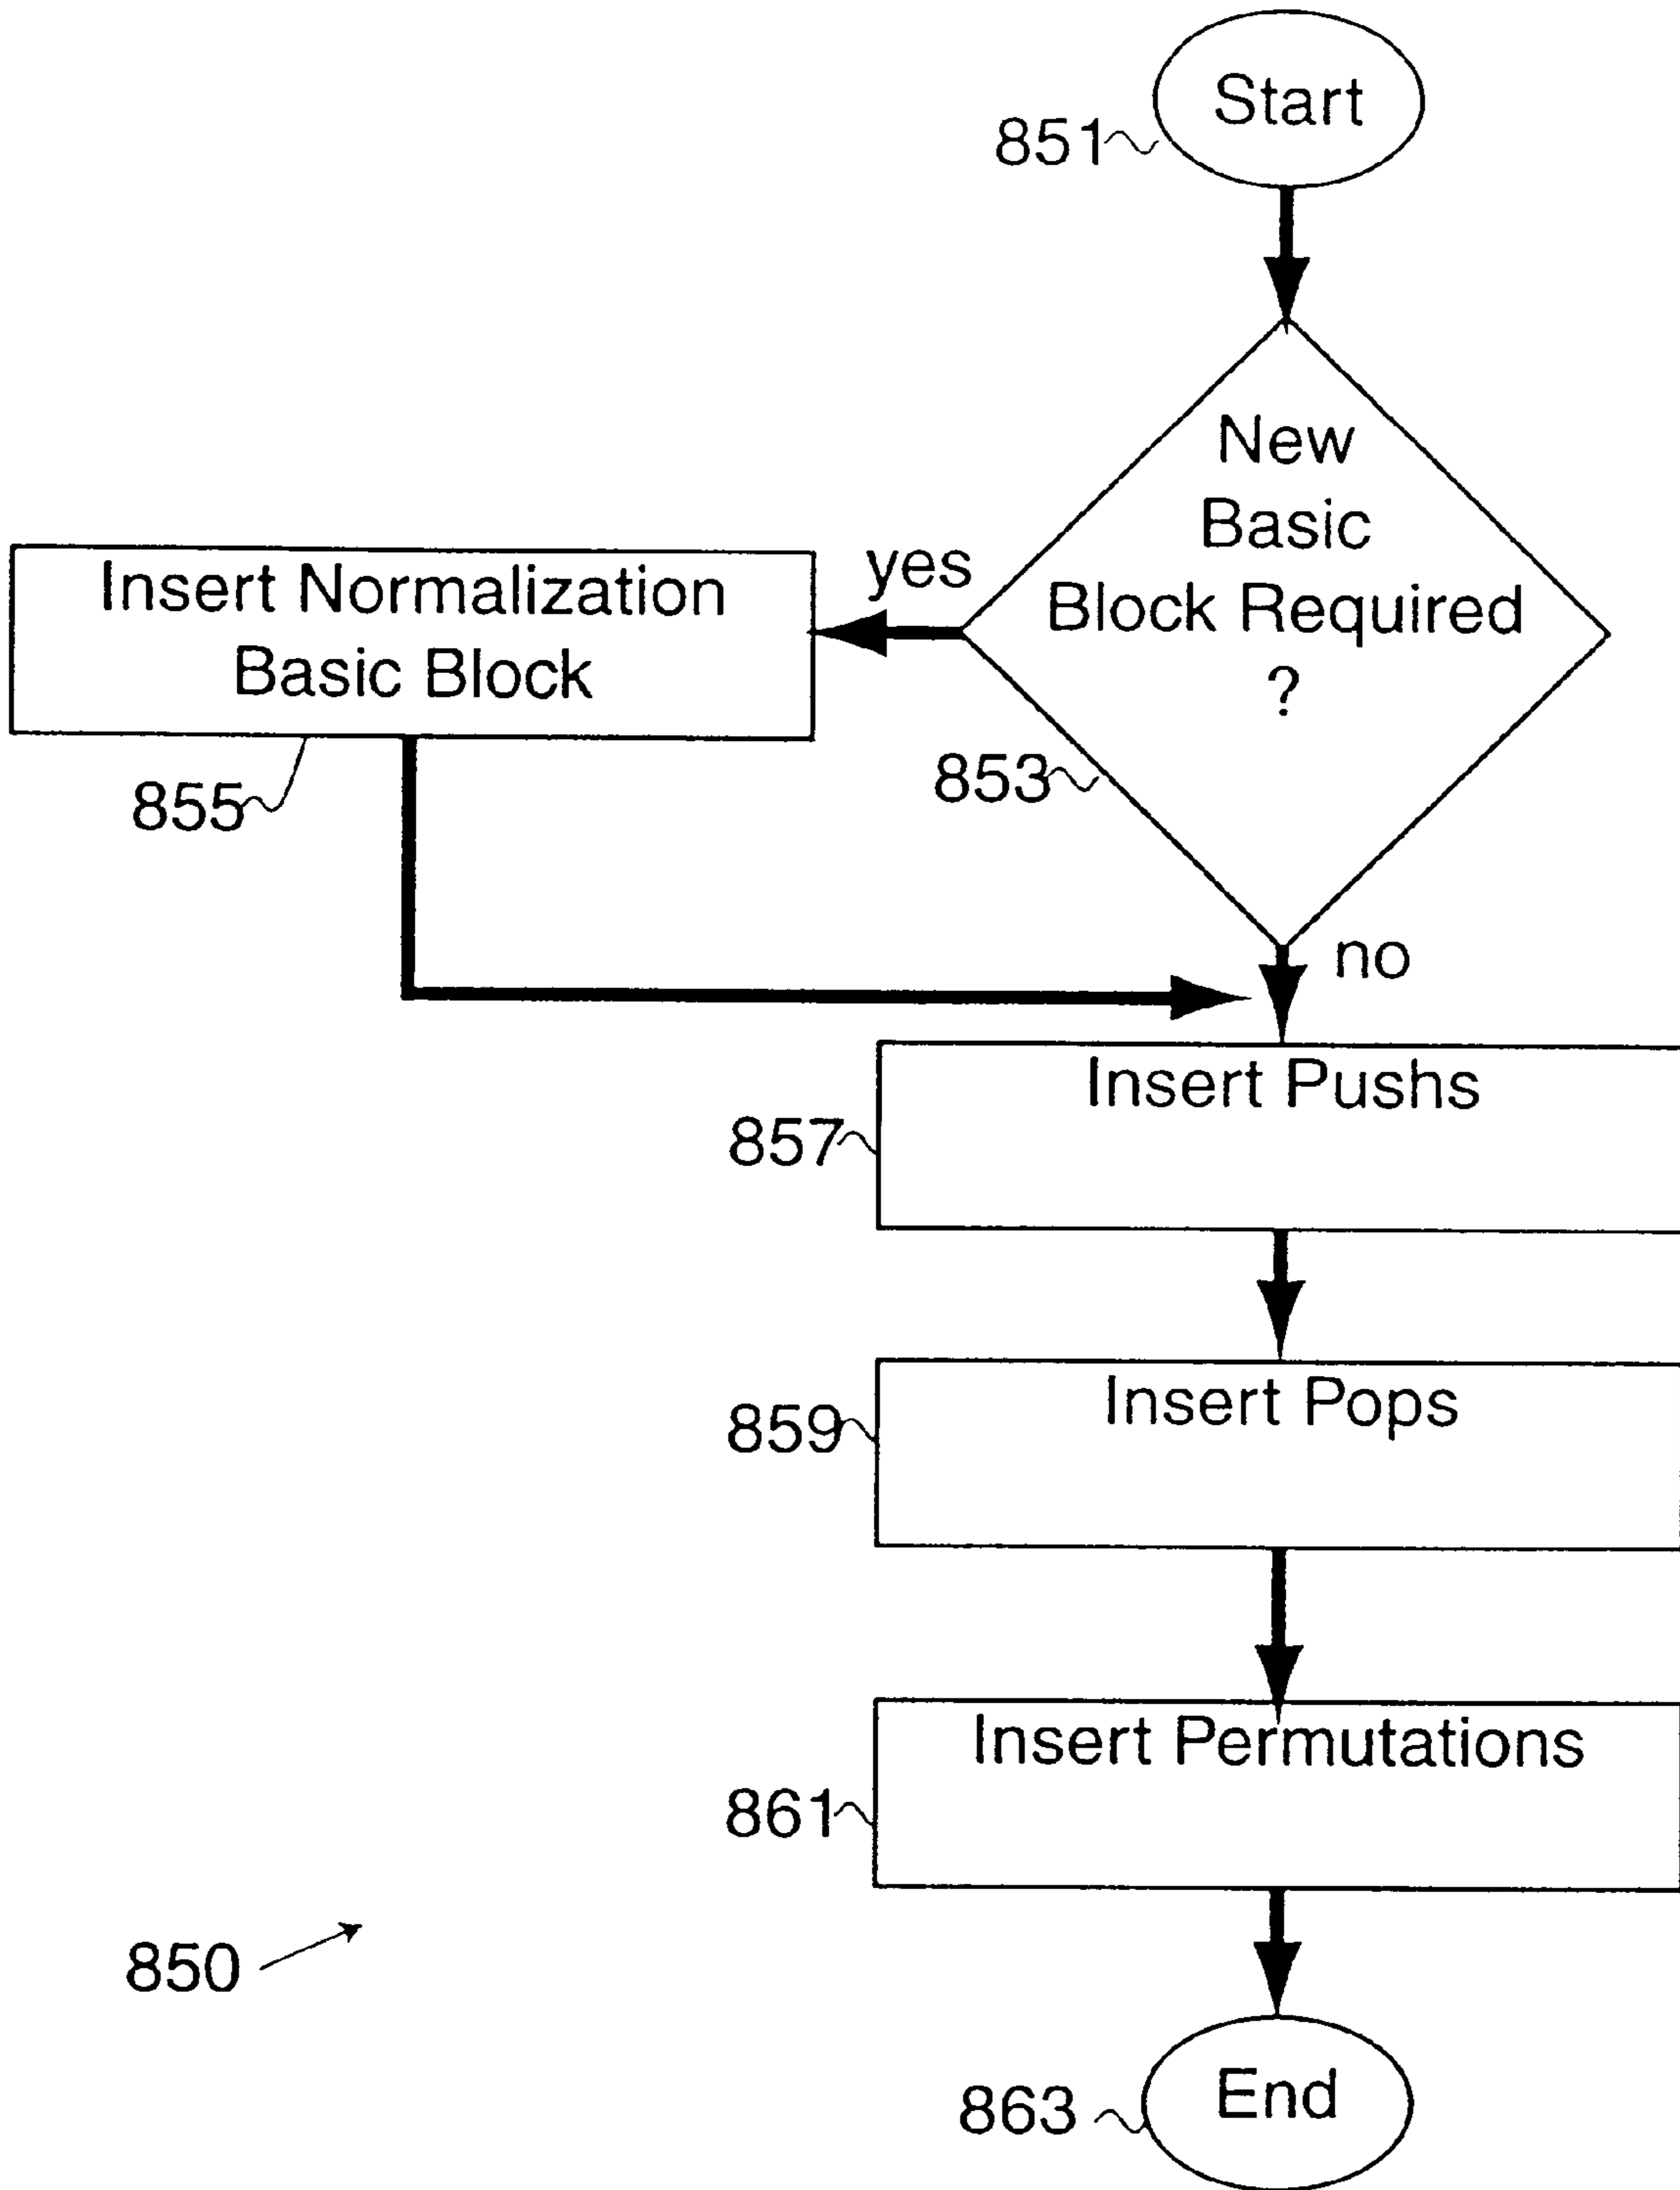 Start
851
New
Basic
Block Required
?
yes
Insert Normalization
Basic Block
853
855
no
Insert Pushs
857
Insert Pops
859
Insert Permutations
861
850
End
863